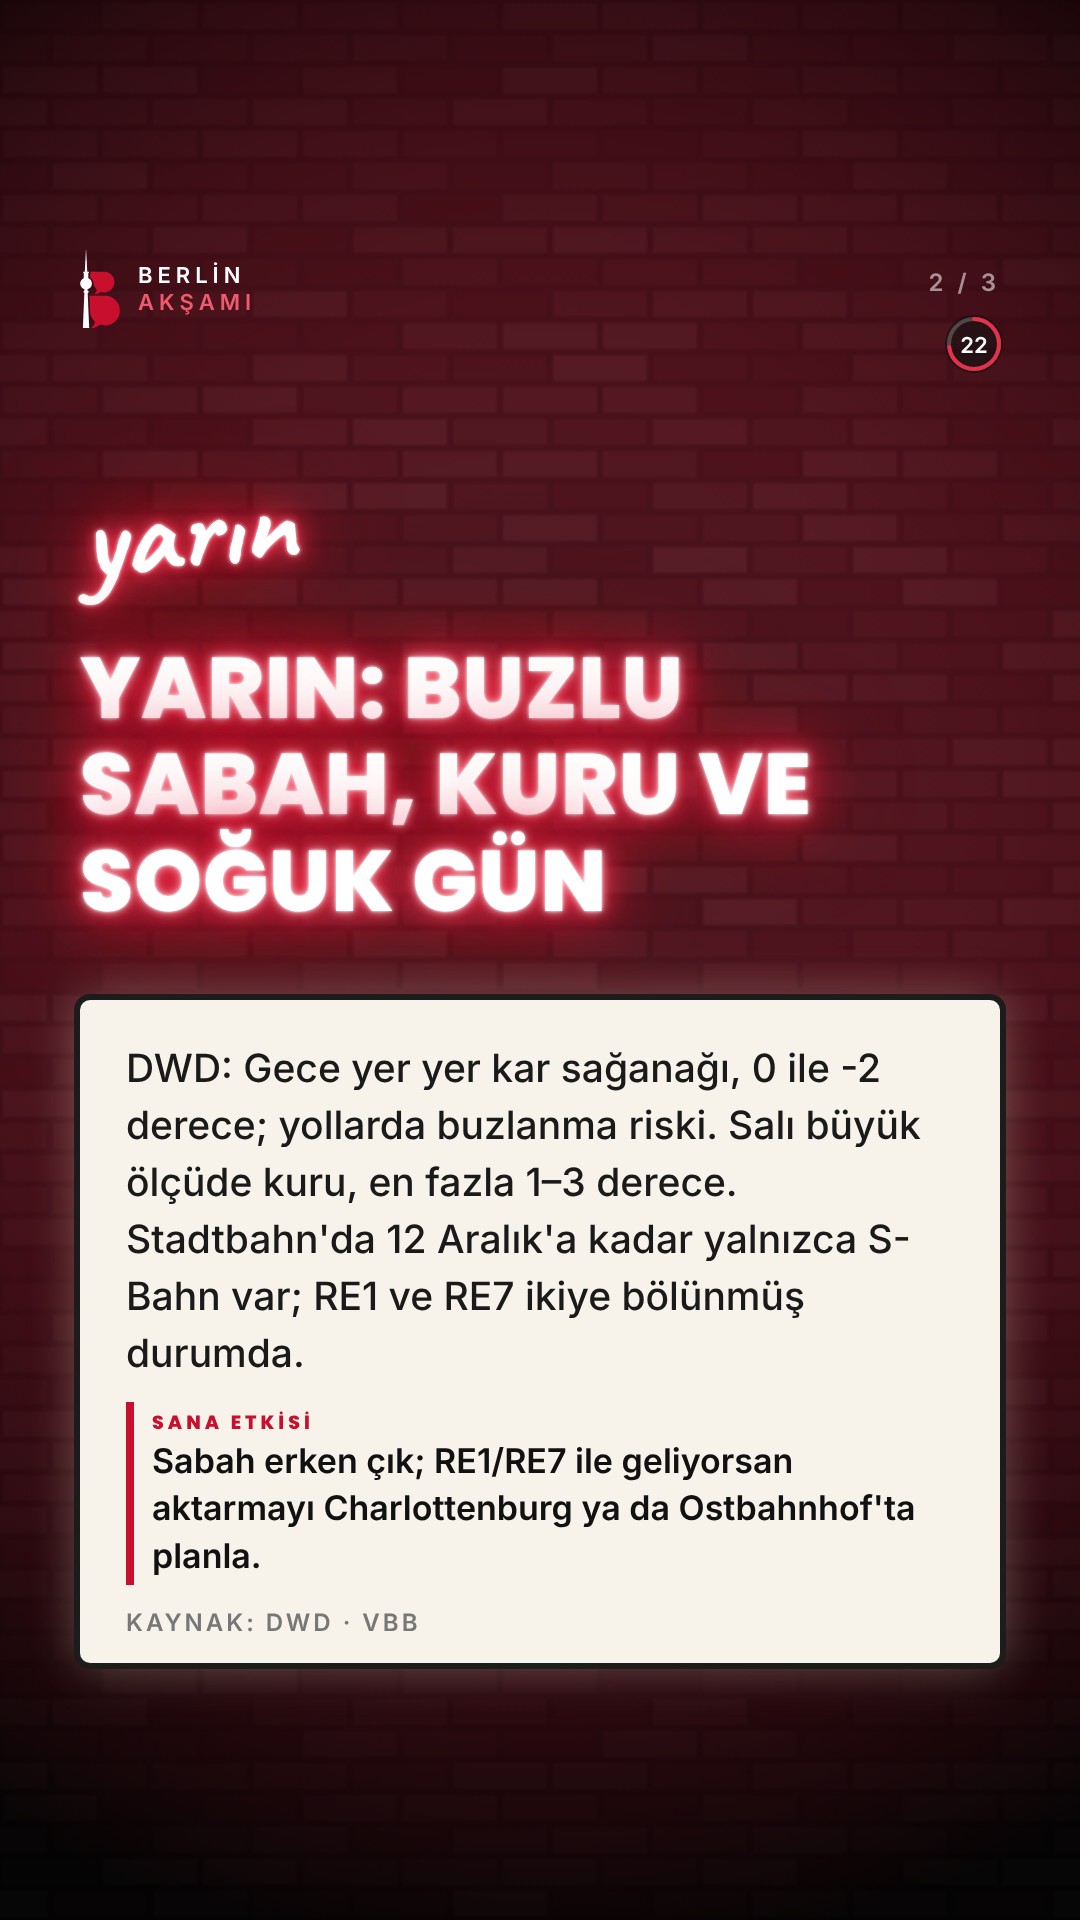 BERLİN
AKŞAMI
2 / 3
22
yarın
YARIN: BUZLU
SABAH, KURU VE
SOĞUK GÜN
DWD: Gece yer yer kar sağanağı, 0 ile -2
derece; yollarda buzlanma riski. Salı büyük
ölçüde kuru, en fazla 1–3 derece.
Stadtbahn'da 12 Aralık'a kadar yalnızca S-
Bahn var; RE1 ve RE7 ikiye bölünmüş
durumda.
SANA ETKİSİ
Sabah erken çık; RE1/RE7 ile geliyorsan
aktarmayı Charlottenburg ya da Ostbahnhof'ta
planla.
KAYNAK: DWD · VBB